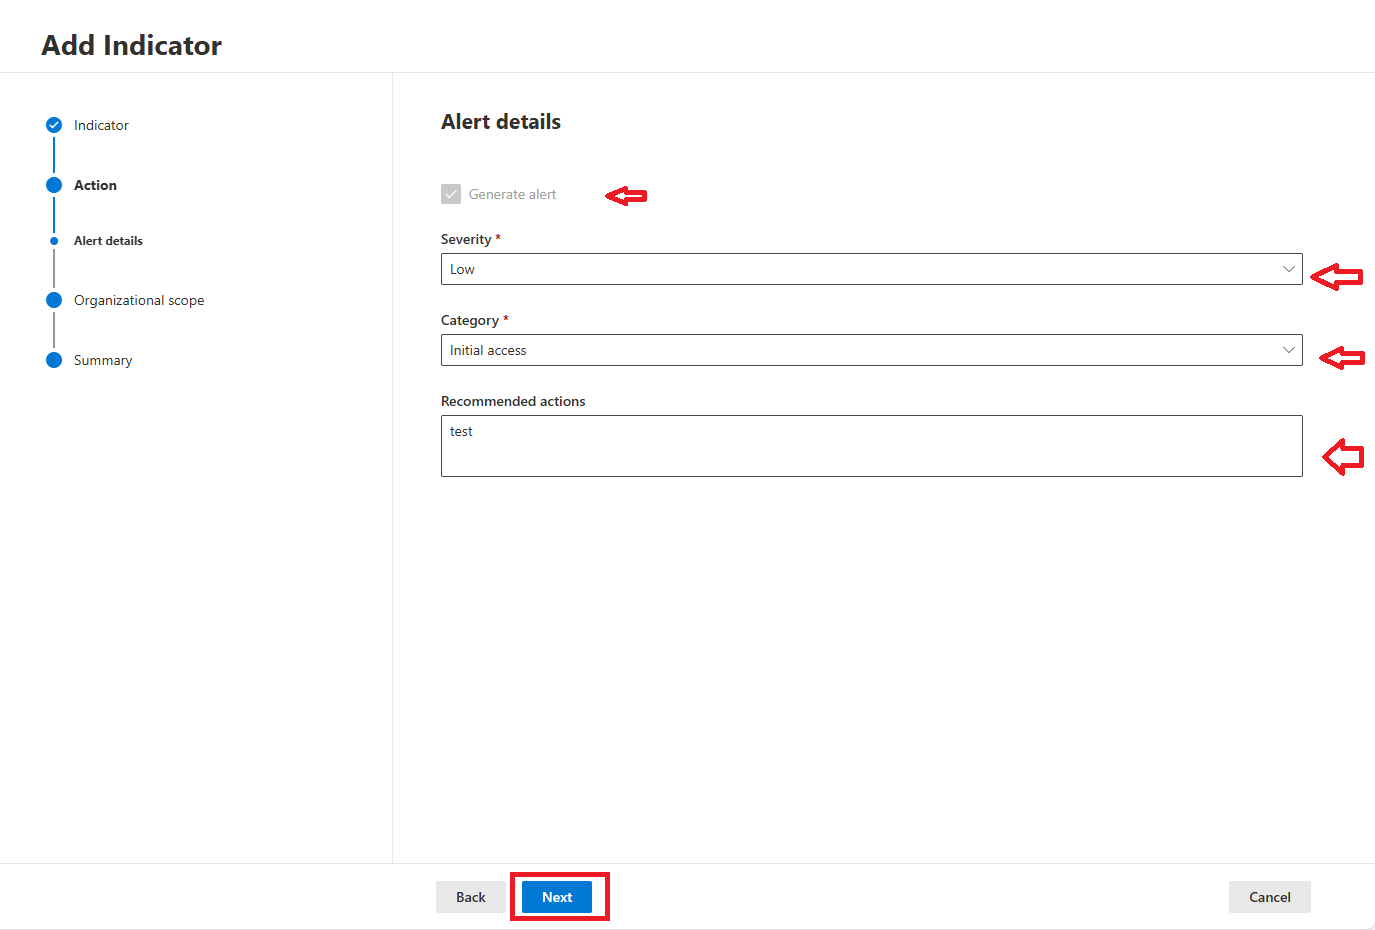 Add Indicator
Indicator
Action
Alert details
Organizational scope
Summary
Alert details
Generate alert
Severity *
Low
Category *
Initial access
Recommended actions
test
Back
Next
Cancel